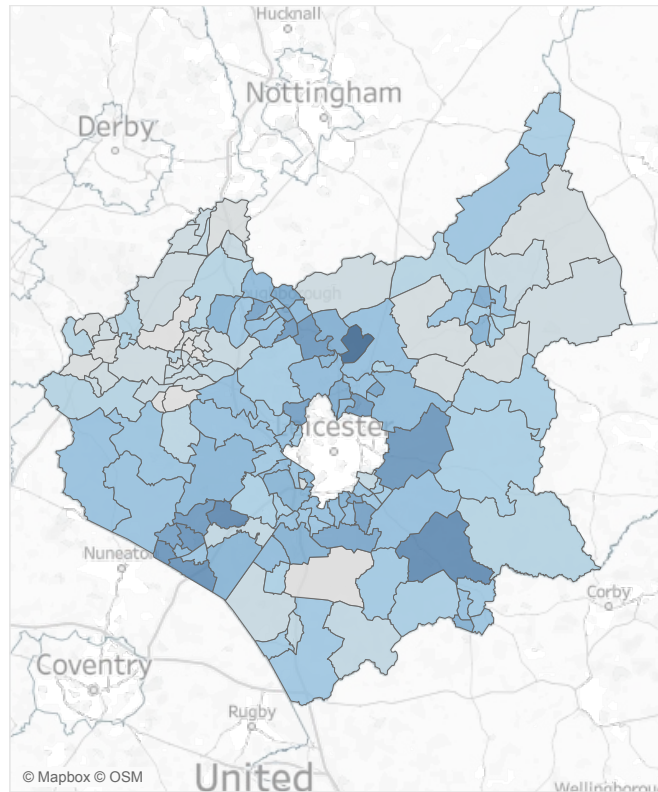 Hucknall
Nottingham
Derby
Nuneaton
Corby
Coventry
Rugby
United
© Mapbox © OSM